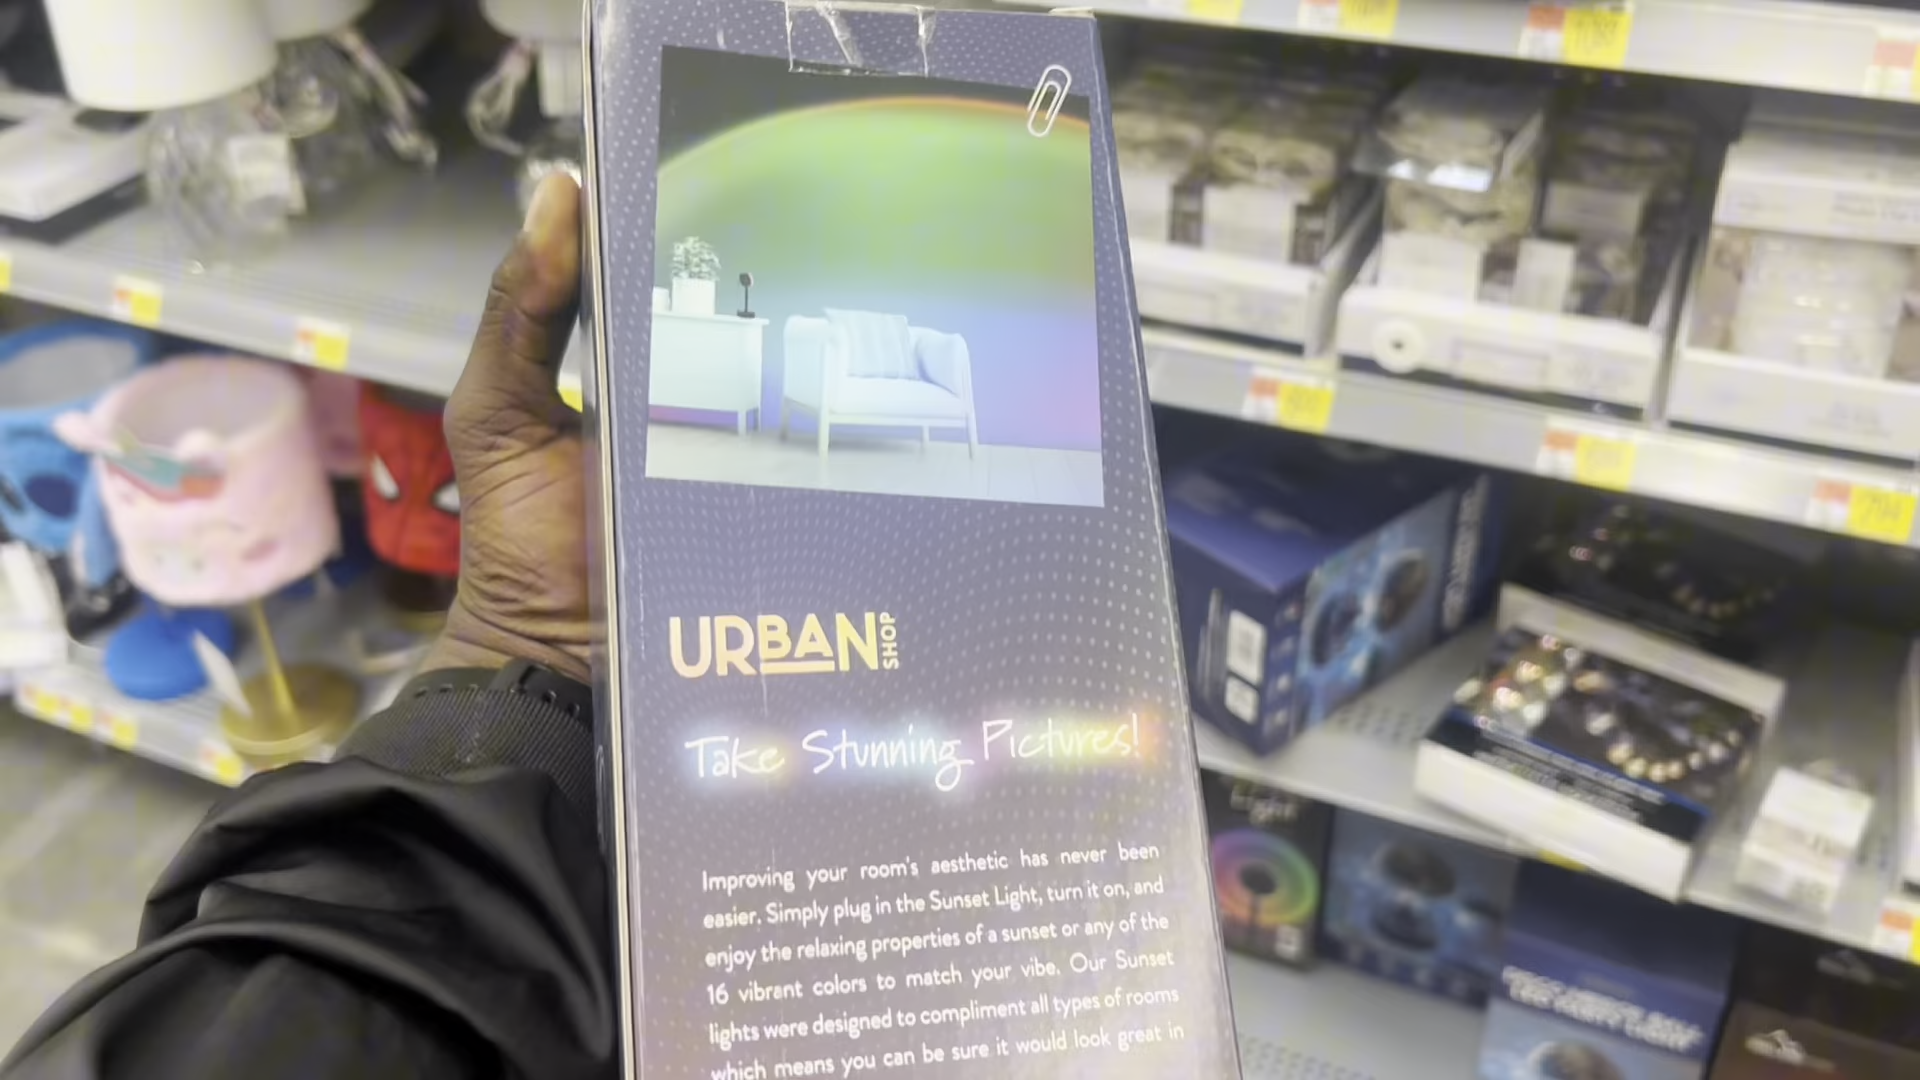 URBAN SHOP
Take Stunning Pictures!
Improving your room's aesthetic has never been
easier. Simply plug in the Sunset Light, turn it on, and
enjoy the relaxing properties of a sunset or any of the
16 vibrant colors to match your vibe. Our Sunset
lights were designed to compliment all types of rooms
which means you can be sure it would look great in
Light